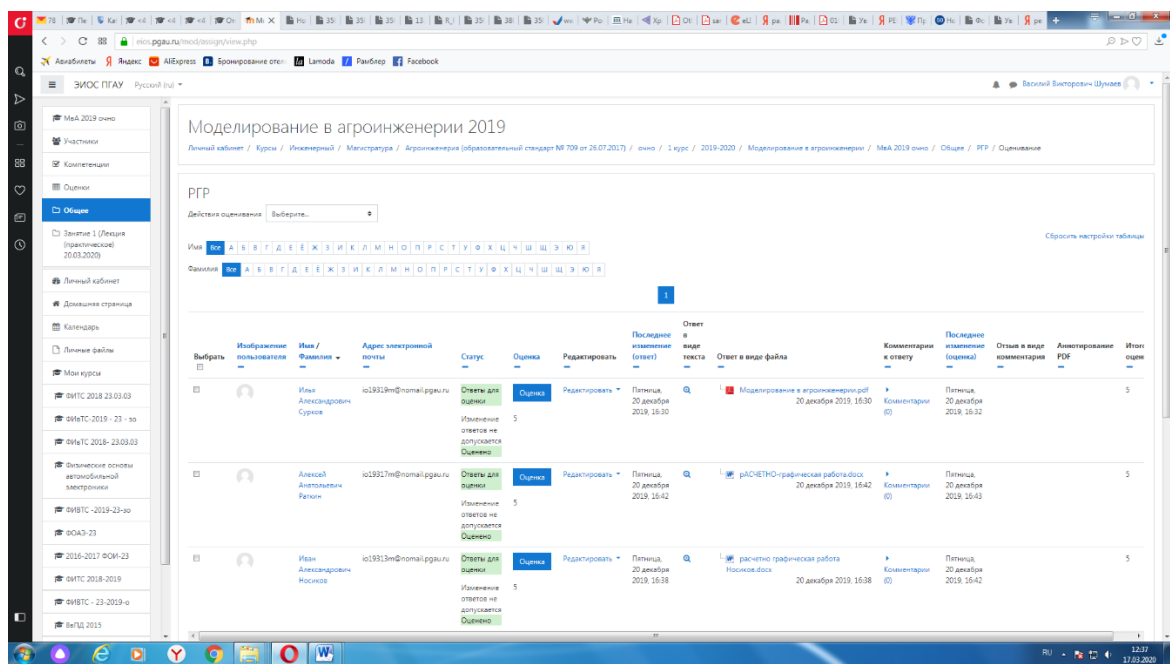 eios.pgau.ru/mod/assign/view.php
Авиабилеты Яндекс AliExpress Бронирование отел Lamoda Рамблер Facebook
ЭИОС ПГАУ Русский (ru)
Василий Викторович Шумаев
МвА 2019 очно
Участники
Компетенции
Оценки
Общее
Занятие 1 (Лекция
(практическое)
20.03.2020)
Личный кабинет
Домашняя страница
Календарь
Личные файлы
Мои курсы
ФИТС 2018 23.03.03
ФИвТС-2019 - 23 - зо
ФИвТС 2018- 23.03.03
Физические основы
автомобильной
электроники
ФИВТС -2019-23-зо
ФОАЭ-23
2016-2017 ФОИ-23
ФИТС 2018-2019
ФИВТС - 23-2019-о
ВвПД 2015
Моделирование в агроинженерии 2019
Личный кабинет / Курсы / Инженерный / Магистратура / Агроинженерия (образовательный стандарт № 709 от 26.07.2017) / очно / 1 курс / 2019-2020 / Моделирование в агроинженерии / МвА 2019 очно / Общее / РГР / Оценивание
РГР
Действия оценивания Выберите...
Сбросить настройки таблицы
Имя Все А Б В Г Д Е Ё Ж З И К Л М Н О П Р С Т У Ф Х Ц Ч Ш Щ Э Ю Я
Фамилия Все А Б В Г Д Е Ё Ж З И К Л М Н О П Р С Т У Ф Х Ц Ч Ш Щ Э Ю Я
1
Выбрать
Изображение
пользователя
Имя /
Фамилия
Адрес электронной
почты
Статус
Оценка
Редактировать
Последнее
изменение
(ответ)
Ответ
в
виде
текста
Ответ в виде файла
Комментарии
к ответу
Последнее
изменение
(оценка)
Отзыв в виде
комментария
Аннотирование
PDF
Итого
оцен
Илья
Александрович
Сурков
io19319m@nomail.pgau.ru
Ответы для
оценки
Изменение
ответов не
допускается
Оценено
Оценка
5
Редактировать
Пятница,
20 декабря
2019, 16:30
Моделирование в агроинженерии.pdf
20 декабря 2019, 16:30
Комментарии
(0)
Пятница,
20 декабря
2019, 16:32
5
Алексей
Анатольевич
Раткин
io19317m@nomail.pgau.ru
Ответы для
оценки
Изменение
ответов не
допускается
Оценено
Оценка
5
Редактировать
Пятница,
20 декабря
2019, 16:42
рАСЧЕТНО-графическая работа.docx
20 декабря 2019, 16:42
Комментарии
(0)
Пятница,
20 декабря
2019, 16:43
5
Иван
Александрович
Носиков
io19313m@nomail.pgau.ru
Ответы для
оценки
Изменение
ответов не
допускается
Оценено
Оценка
5
Редактировать
Пятница,
20 декабря
2019, 16:38
расчетно графическая работа
Носиков.docx
20 декабря 2019, 16:38
Комментарии
(0)
Пятница,
20 декабря
2019, 16:42
5
RU
12:37
17.03.2020